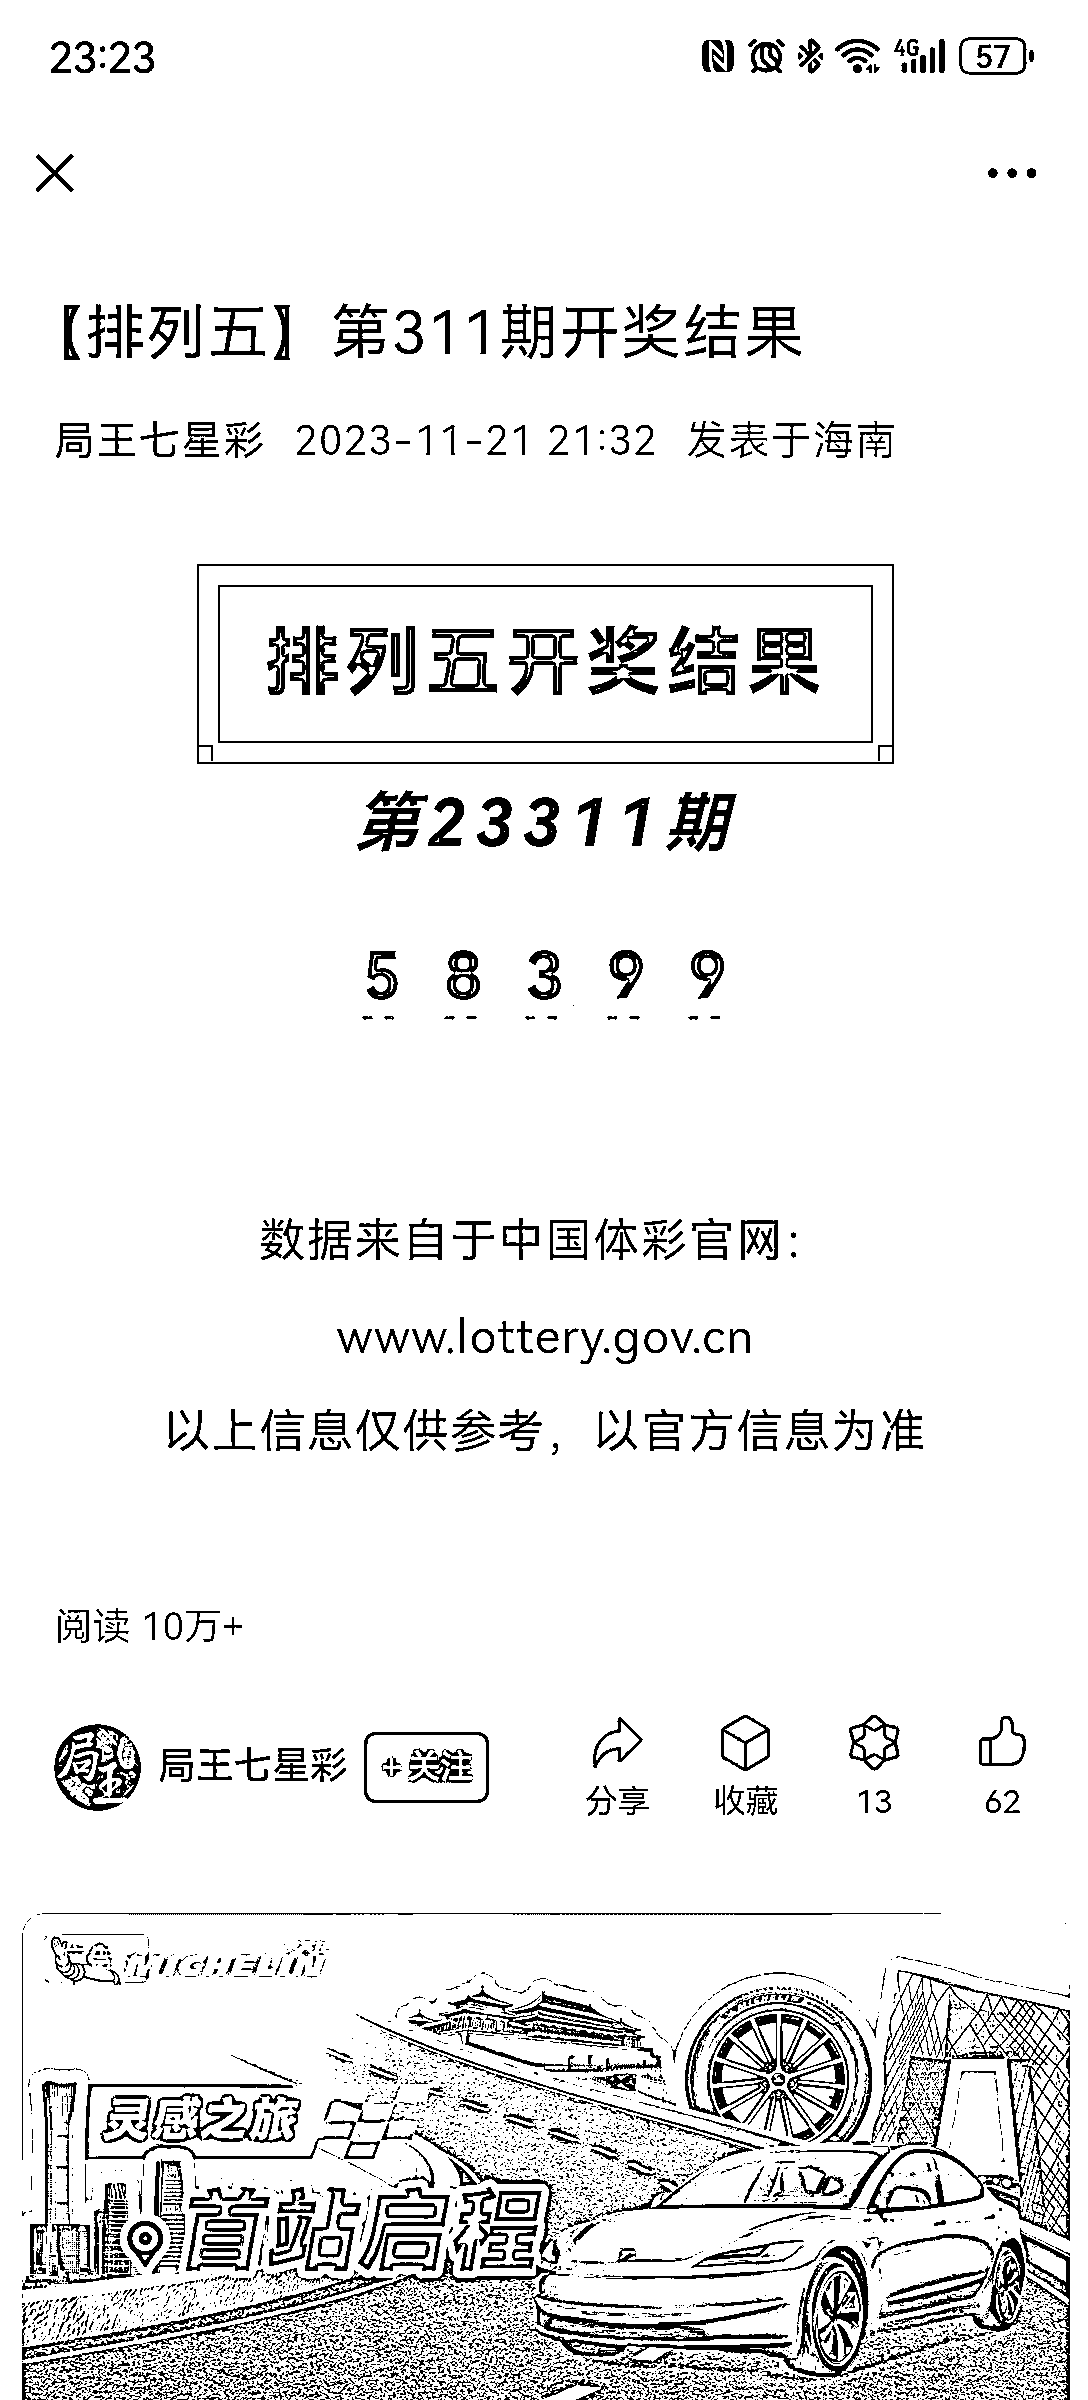 23:23
4G 57
【排列五】第311期开奖结果
局王七星彩 2023-11-21 21:32 发表于海南
排列五开奖结果
第23311期
5 8 3 9 9
数据来自于中国体彩官网：
www.lottery.gov.cn
以上信息仅供参考，以官方信息为准
阅读 10万+
局王七星彩 +关注
分享 收藏 13 62
MICHELIN
灵感之旅
首站启程